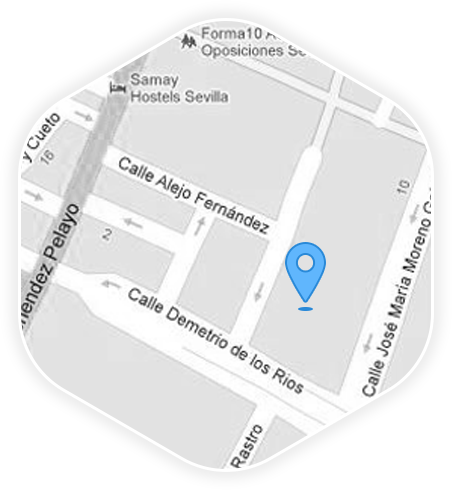 Forma10 A
Oposiciones Se
Samay
Hostels Sevilla
y Cueto
16
Calle Alejo Fernández
10
2
nendez Pelayo
Calle José María Moreno G
Calle Demetrio de los Rios
Rastro